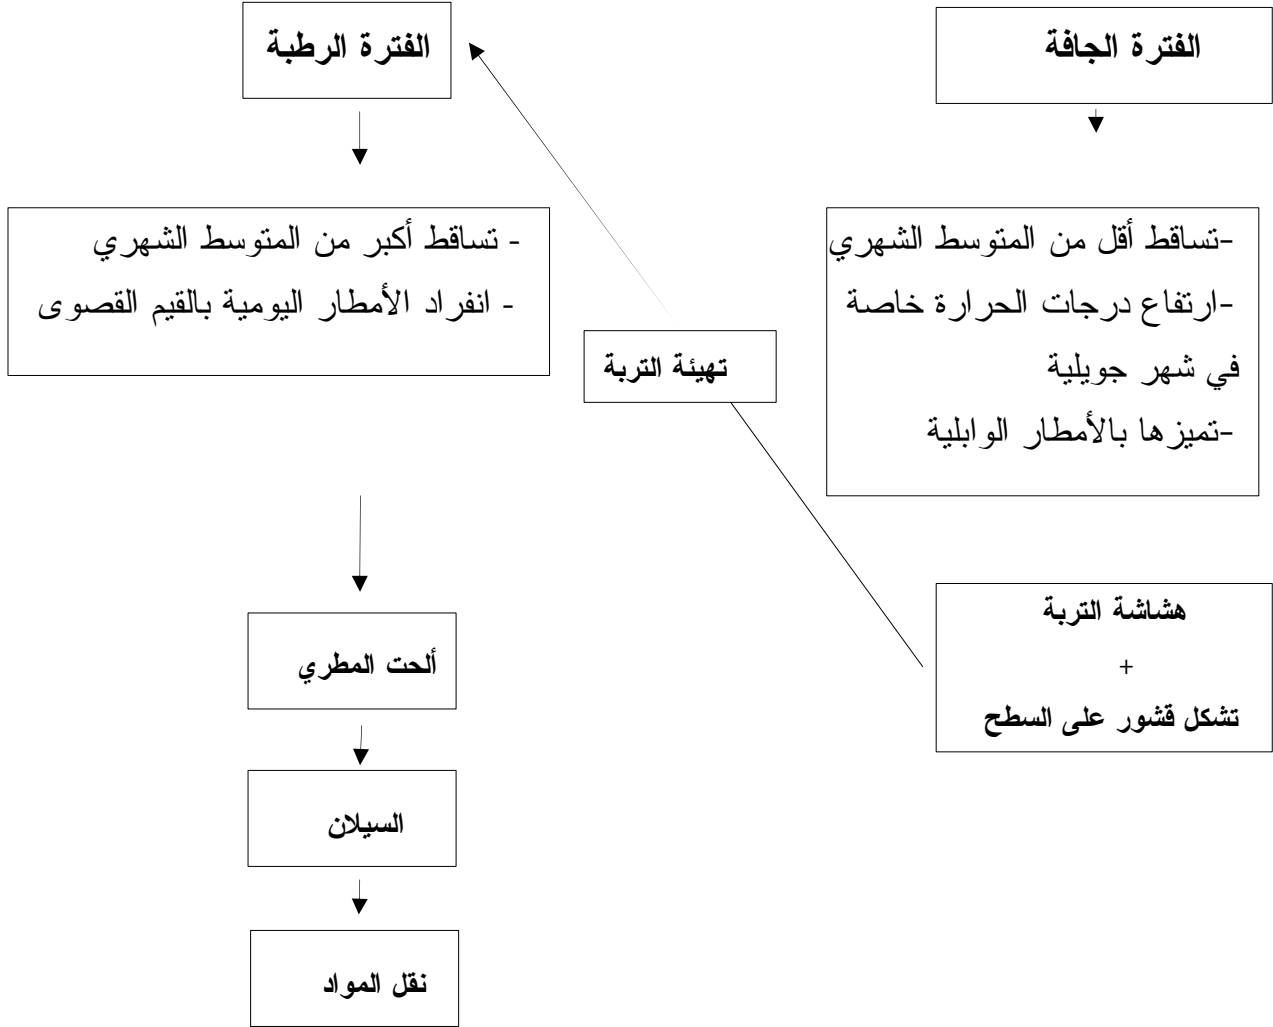 الفترة الجافة
-تساقط أقل من المتوسط الشهري
-ارتفاع درجات الحرارة خاصة
في شهر جويلية
-تميزها بالأمطار الوابلية
هشاشة التربة
+
تشكل قشور على السطح
تهيئة التربة
الفترة الرطبة
- تساقط أكبر من المتوسط الشهري
- انفراد الأمطار اليومية بالقيم القصوى
ألحت المطري
السيلان
نقل المواد